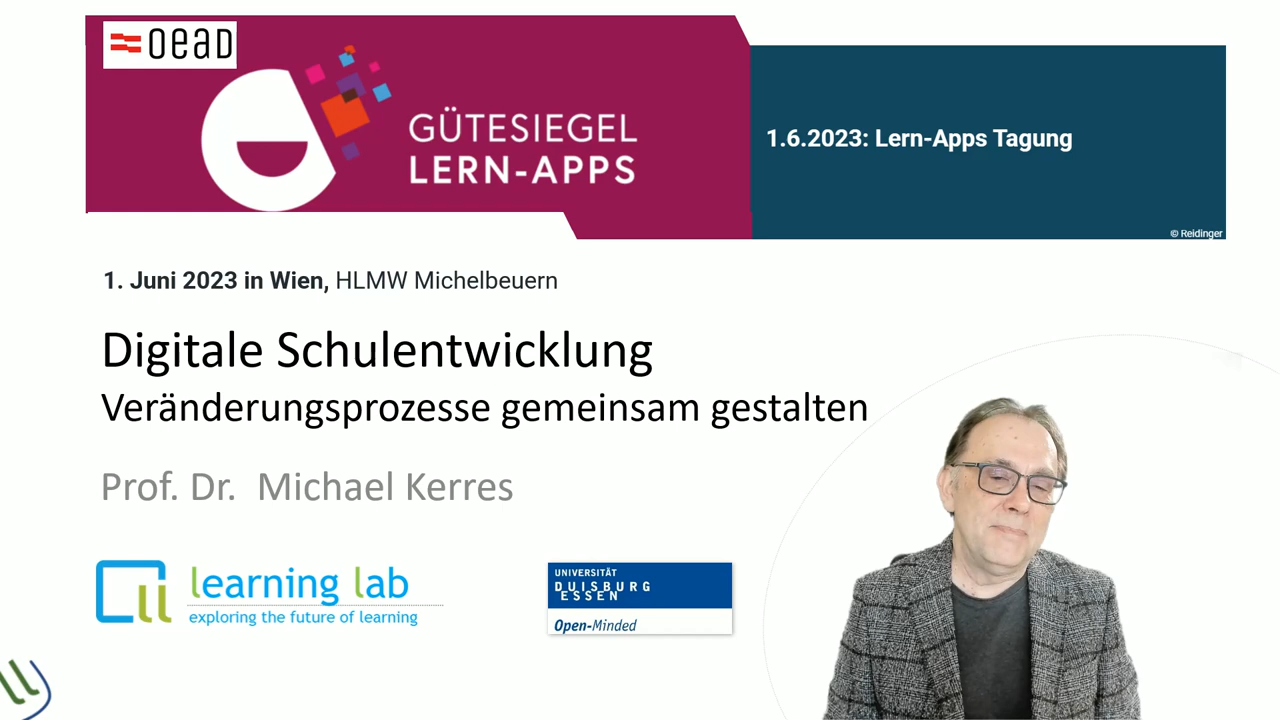 OEAD
GÜTESIEGEL
LERN-APPS
1.6.2023: Lern-Apps Tagung
© Reidinger
1. Juni 2023 in Wien, HLMW Michelbeuern
Digitale Schulentwicklung
Veränderungsprozesse gemeinsam gestalten
Prof. Dr. Michael Kerres
learning lab
exploring the future of learning
UNIVERSITÄT
DUISBURG
ESSEN
Open-Minded